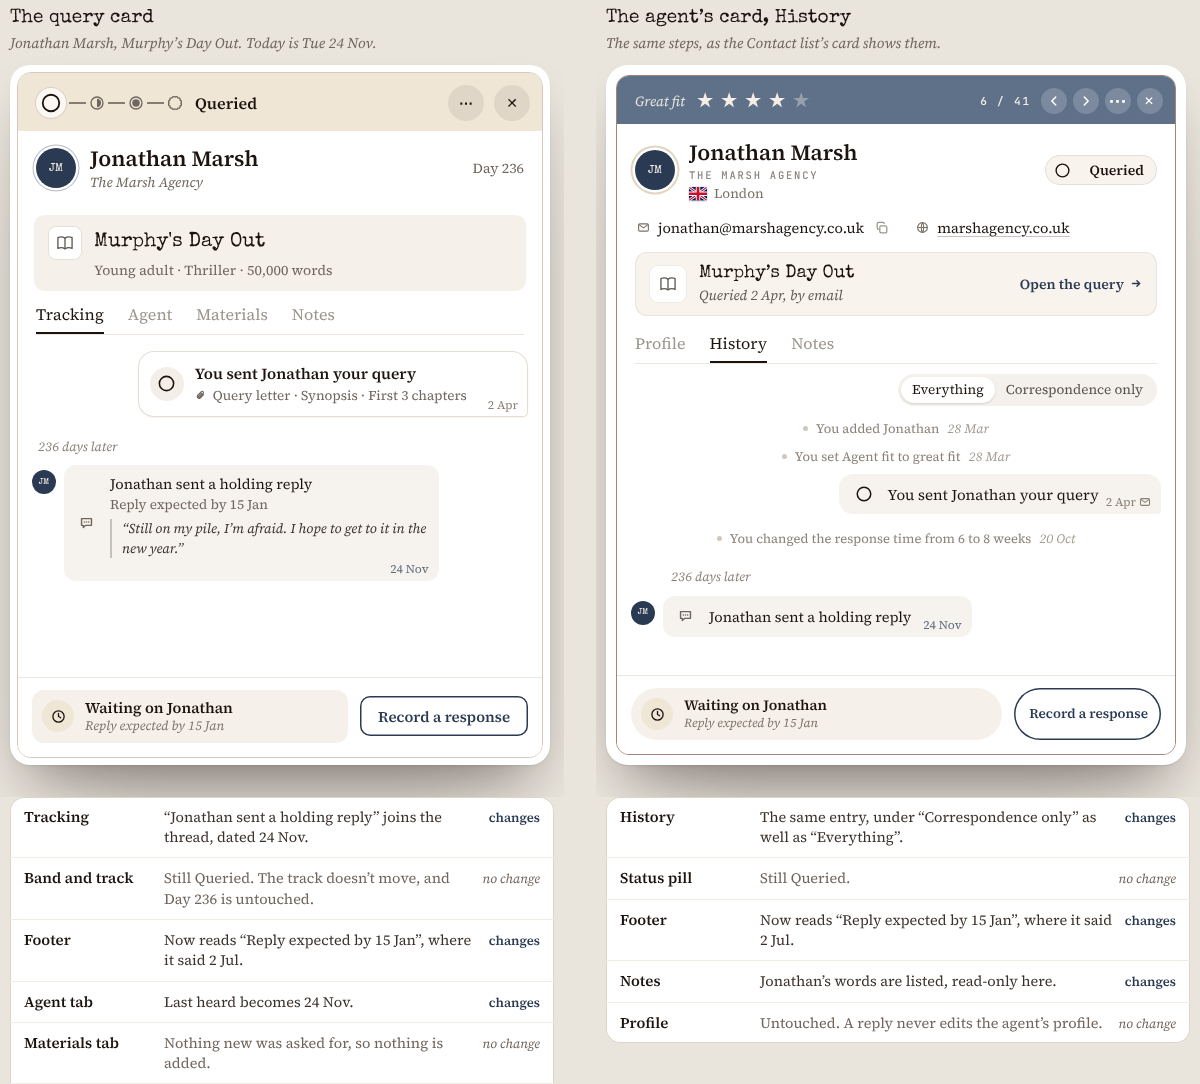 The query card
Jonathan Marsh, Murphy’s Day Out. Today is Tue 24 Nov.
Queried
JM
Jonathan Marsh
The Marsh Agency
Day 236
Murphy's Day Out
Young adult · Thriller · 50,000 words
Tracking Agent Materials Notes
You sent Jonathan your query
Query letter · Synopsis · First 3 chapters
2 Apr
236 days later
JM
Jonathan sent a holding reply
Reply expected by 15 Jan
“Still on my pile, I’m afraid. I hope to get to it in the
new year.”
24 Nov
Waiting on Jonathan
Reply expected by 15 Jan
Record a response
Tracking
“Jonathan sent a holding reply” joins the
thread, dated 24 Nov.
changes
Band and track
Still Queried. The track doesn’t move, and
Day 236 is untouched.
no change
Footer
Now reads “Reply expected by 15 Jan”, where
it said 2 Jul.
changes
Agent tab
Last heard becomes 24 Nov.
changes
Materials tab
Nothing new was asked for, so nothing is
added.
no change
The agent’s card, History
The same steps, as the Contact list’s card shows them.
Great fit
6 / 41
JM
Jonathan Marsh
THE MARSH AGENCY
London
Queried
jonathan@marshagency.co.uk
marshagency.co.uk
Murphy’s Day Out
Queried 2 Apr, by email
Open the query
Profile History Notes
Everything Correspondence only
You added Jonathan 28 Mar
You set Agent fit to great fit 28 Mar
You sent Jonathan your query 2 Apr
You changed the response time from 6 to 8 weeks 20 Oct
236 days later
JM
Jonathan sent a holding reply 24 Nov
Waiting on Jonathan
Reply expected by 15 Jan
Record a response
History
The same entry, under “Correspondence only” as
well as “Everything”.
changes
Status pill
Still Queried.
no change
Footer
Now reads “Reply expected by 15 Jan”, where it said
2 Jul.
changes
Notes
Jonathan’s words are listed, read-only here.
changes
Profile
Untouched. A reply never edits the agent’s profile.
no change